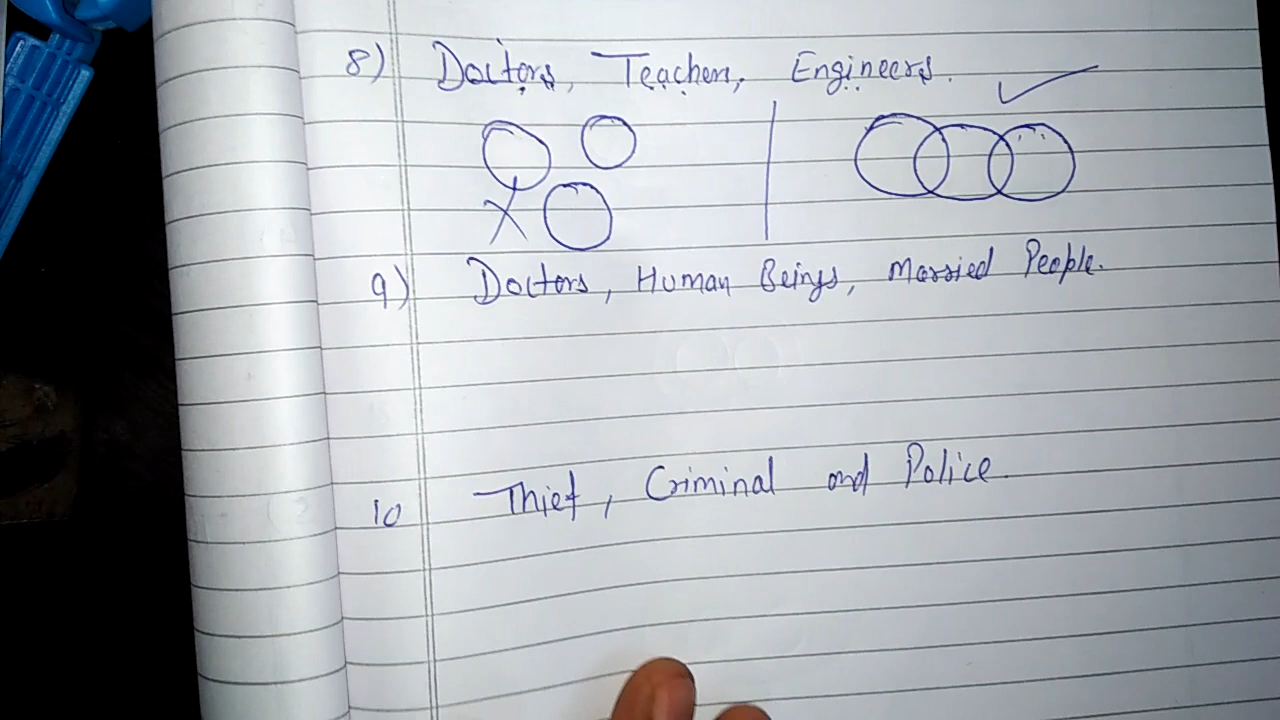 8) Doctors, Teachers, Engineers.
9) Doctors, Human Beings, Married People.
10 Thief, Criminal and Police